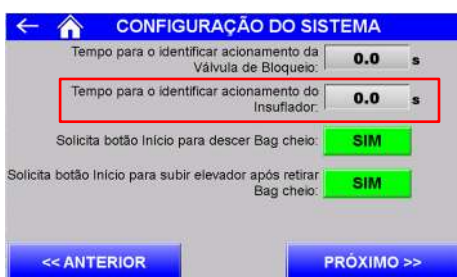 CONFIGURAÇÃO DO SISTEMA
Tempo para o identificar acionamento da
Válvula de Bloqueio: 0.0 s
Tempo para o identificar acionamento do
Insuflador: 0.0 s
Solicita botão Início para descer Bag cheio: SIM
Solicita botão Início para subir elevador após retirar
Bag cheio: SIM
<< ANTERIOR PRÓXIMO >>